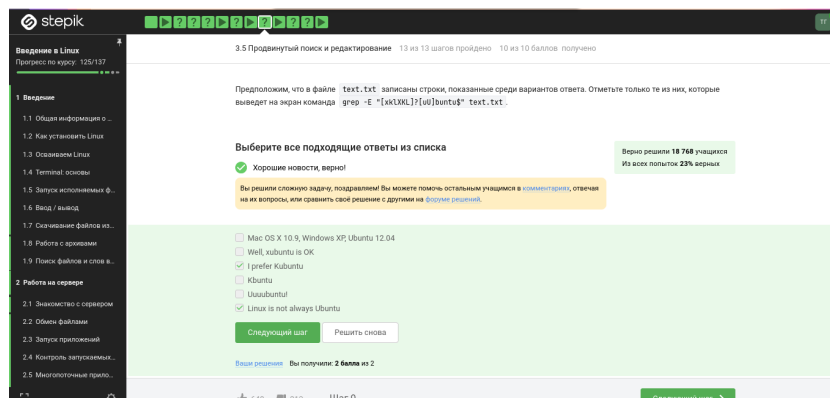 stepik
тг
Введение в Linux
Прогресс по курсу: 125/137
1 Введение
1.1 Общая информация о ...
1.2 Как установить Linux
1.3 Осваиваем Linux
1.4 Terminal: основы
1.5 Запуск исполняемых ф...
1.6 Ввод / вывод
1.7 Скачивание файлов из...
1.8 Работа с архивами
1.9 Поиск файлов и слов в...
2 Работа на сервере
2.1 Знакомство с сервером
2.2 Обмен файлами
2.3 Запуск приложений
2.4 Контроль запускаемых...
2.5 Многопоточные прило...
3.5 Продвинутый поиск и редактирование 13 из 13 шагов пройдено 10 из 10 баллов получено
Предположим, что в файле text.txt записаны строки, показанные среди вариантов ответа. Отметьте только те из них, которые
выведет на экран команда grep -E "[xklXKL]?[uU]buntu$" text.txt.
Выберите все подходящие ответы из списка
Хорошие новости, верно!
Верно решили 18 768 учащихся
Из всех попыток 23% верных
Вы решили сложную задачу, поздравляем! Вы можете помочь остальным учащимся в комментариях, отвечая
на их вопросы, или сравнить своё решение с другими на форуме решений.
Mac OS X 10.9, Windows XP, Ubuntu 12.04
Well, xubuntu is OK
I prefer Kubuntu
Kbuntu
Uuuubuntu!
Linux is not always Ubuntu
Следующий шаг Решить снова
Ваши решения Вы получили: 2 балла из 2